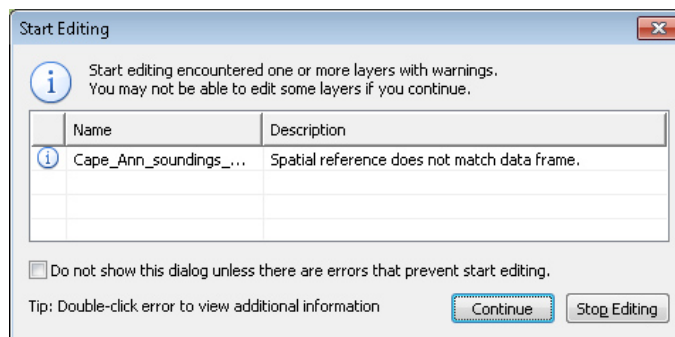 Start Editing
Start editing encountered one or more layers with warnings.
You may not be able to edit some layers if you continue.
Name Description
Cape_Ann_soundings_... Spatial reference does not match data frame.
Do not show this dialog unless there are errors that prevent start editing.
Tip: Double-click error to view additional information Continue Stop Editing